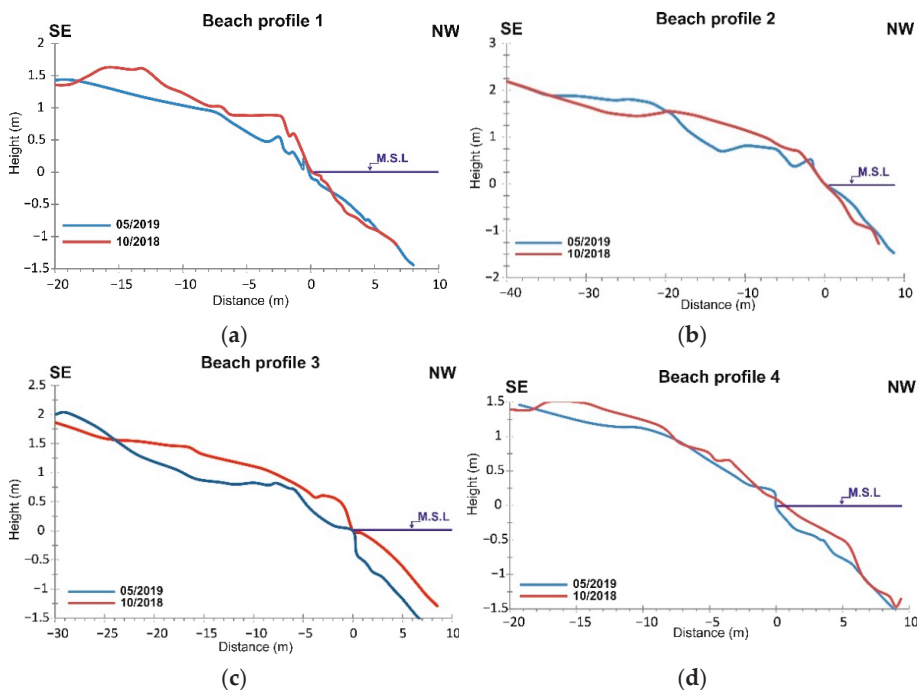 Beach profile 1
SE
NW
2
1.5
1
0.5
0
−0.5
−1
−1.5
Height (m)
M.S.L
05/2019
10/2018
−20
−15
−10
−5
0
5
10
Distance (m)
(a)
Beach profile 2
SE
NW
3
2
1
0
−1
−2
Height (m)
M.S.L
05/2019
10/2018
−40
−30
−20
−10
0
10
Distance (m)
(b)
Beach profile 3
SE
NW
2.5
2
1.5
1
0.5
0
−0.5
−1
−1.5
Height (m)
M.S.L
05/2019
10/2018
−30
−25
−20
−15
−10
−5
0
5
10
Distance (m)
(c)
Beach profile 4
SE
NW
1.5
1
0.5
0
−0.5
−1
−1.5
Height (m)
M.S.L
05/2019
10/2018
−20
−15
−10
−5
0
5
10
Distance (m)
(d)